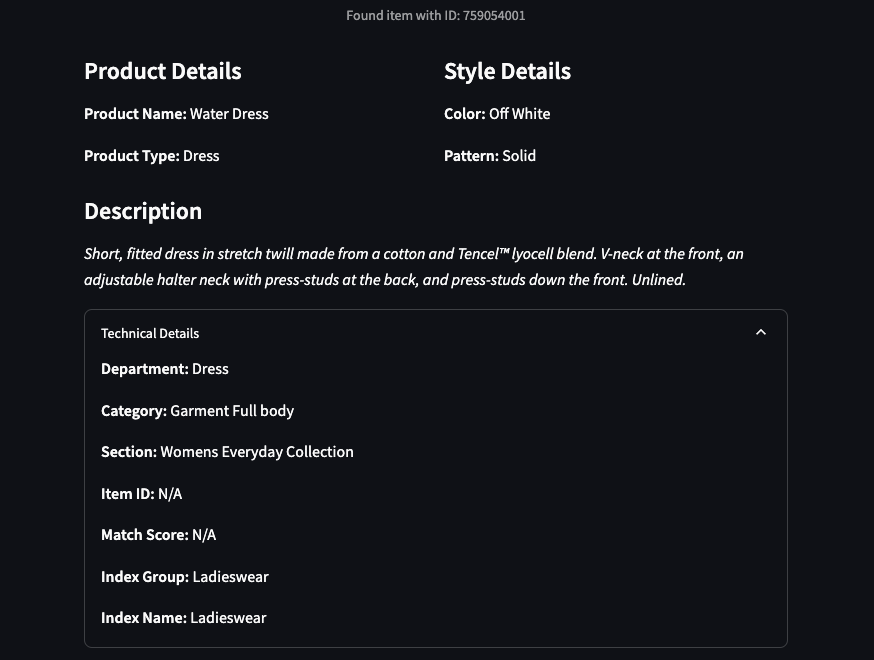 Found item with ID: 759054001
Product Details
Style Details
Product Name: Water Dress
Color: Off White
Product Type: Dress
Pattern: Solid
Description
Short, fitted dress in stretch twill made from a cotton and Tencel™ lyocell blend. V-neck at the front, an
adjustable halter neck with press-studs at the back, and press-studs down the front. Unlined.
Technical Details
Department: Dress
Category: Garment Full body
Section: Womens Everyday Collection
Item ID: N/A
Match Score: N/A
Index Group: Ladieswear
Index Name: Ladieswear